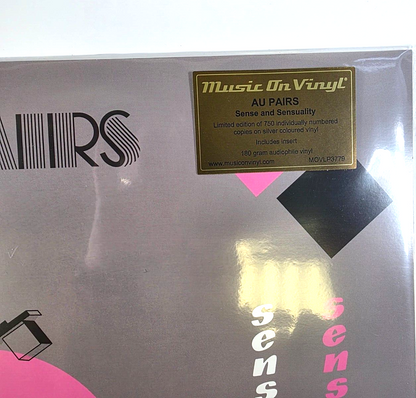 AIRS
Music On Vinyl®
AU PAIRS
Sense and Sensuality
Limited edition of 750 individually numbered
copies on silver coloured vinyl
Includes insert
180 gram audiophile vinyl
www.musiconvinyl.com MOVLP3776
sens
sens